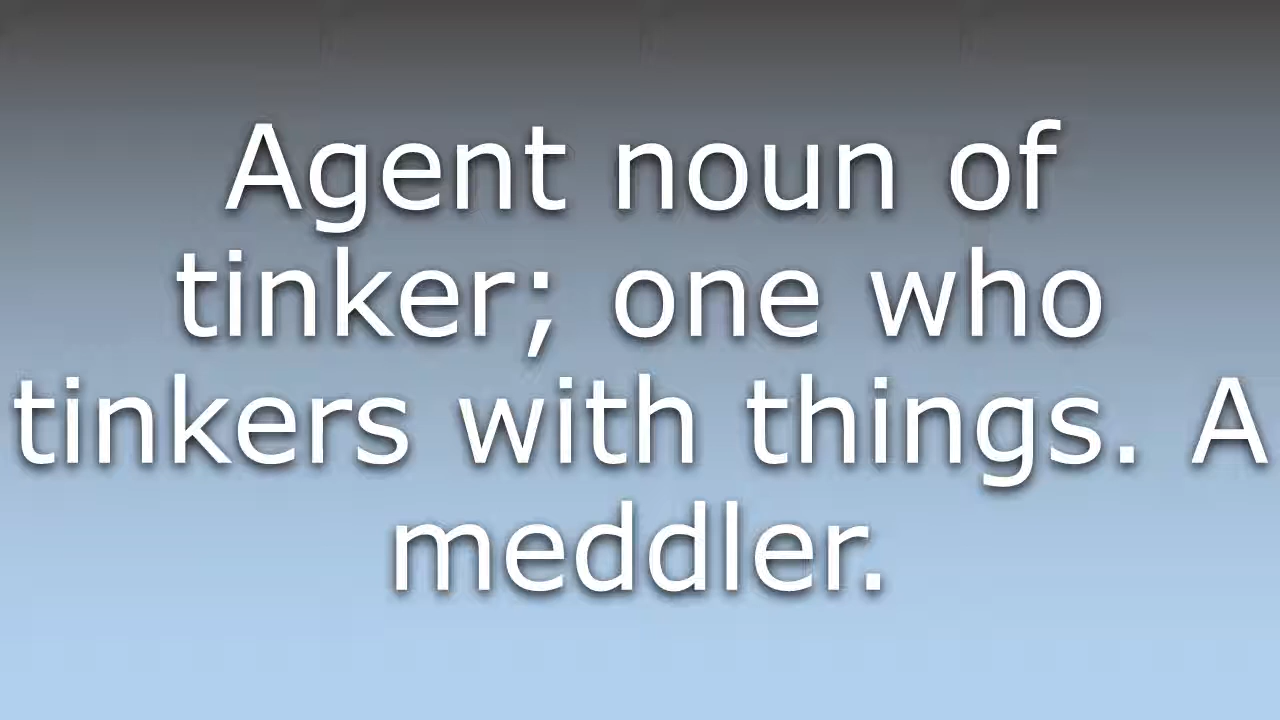 Agent noun of
tinker; one who
tinkers with things. A
meddler.